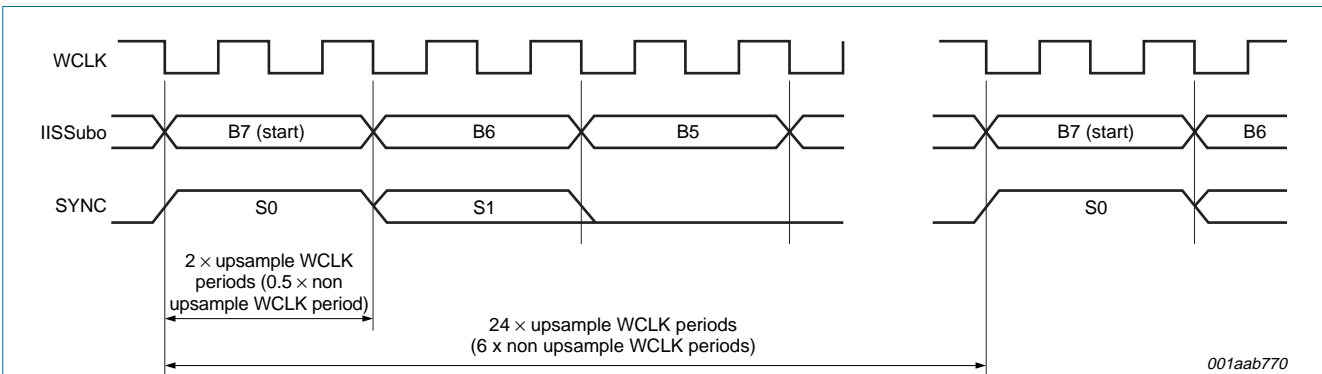 WCLK
IISSubo
B7 (start)
B6
B5
B7 (start)
B6
SYNC
S0
S1
S0
2 × upsample WCLK
periods (0.5 × non
upsample WCLK period)
24 × upsample WCLK periods
(6 x non upsample WCLK periods)
001aab770